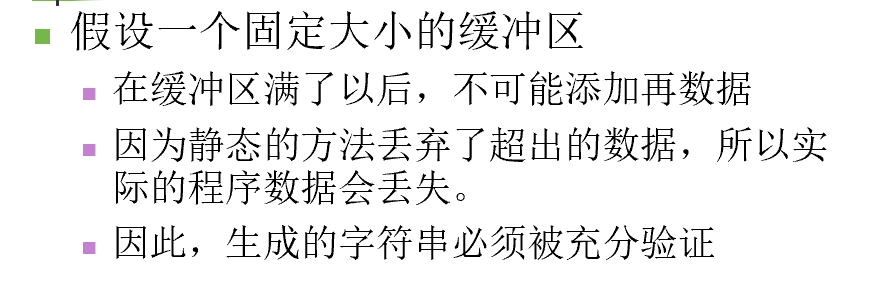 假设一个固定大小的缓冲区
在缓冲区满了以后，不可能添加再数据
因为静态的方法丢弃了超出的数据，所以实
际的程序数据会丢失。
因此，生成的字符串必须被充分验证